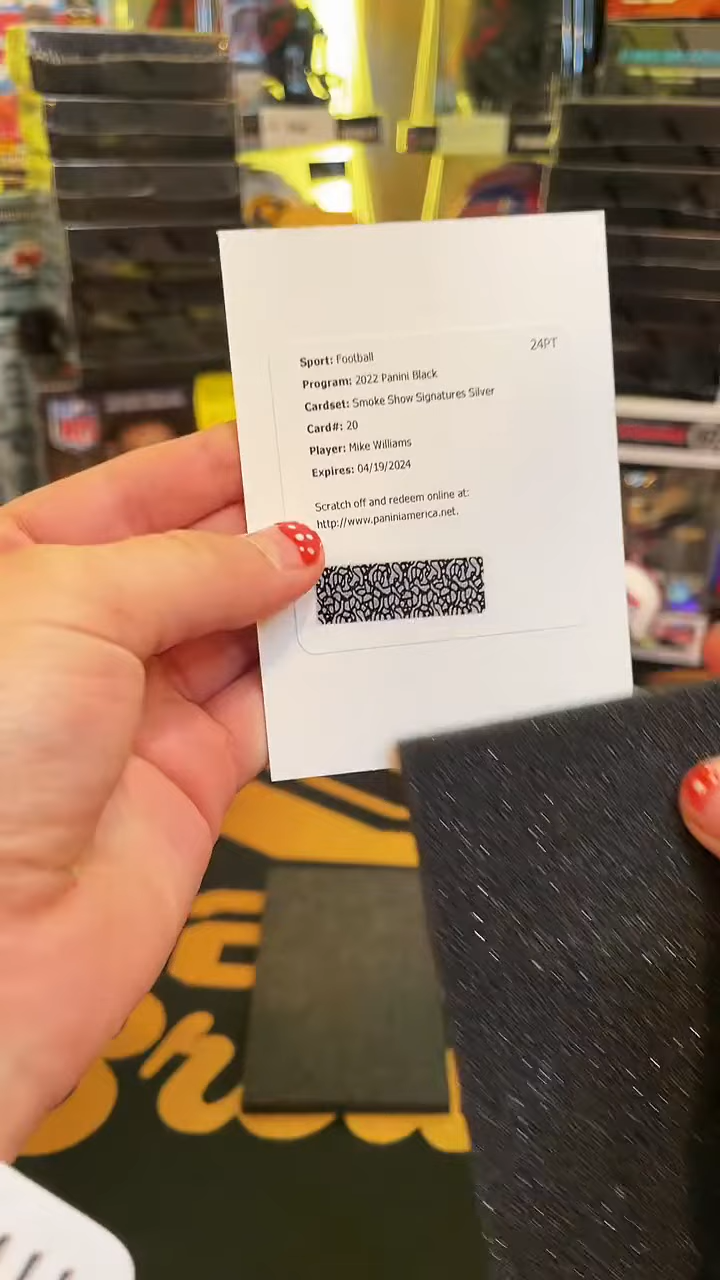 24PT
Sport: Football
Program: 2022 Panini Black
Cardset: Smoke Show Signatures Silver
Card#: 20
Player: Mike Williams
Expires: 04/19/2024
Scratch off and redeem online at:
http://www.paniniamerica.net.
NFL